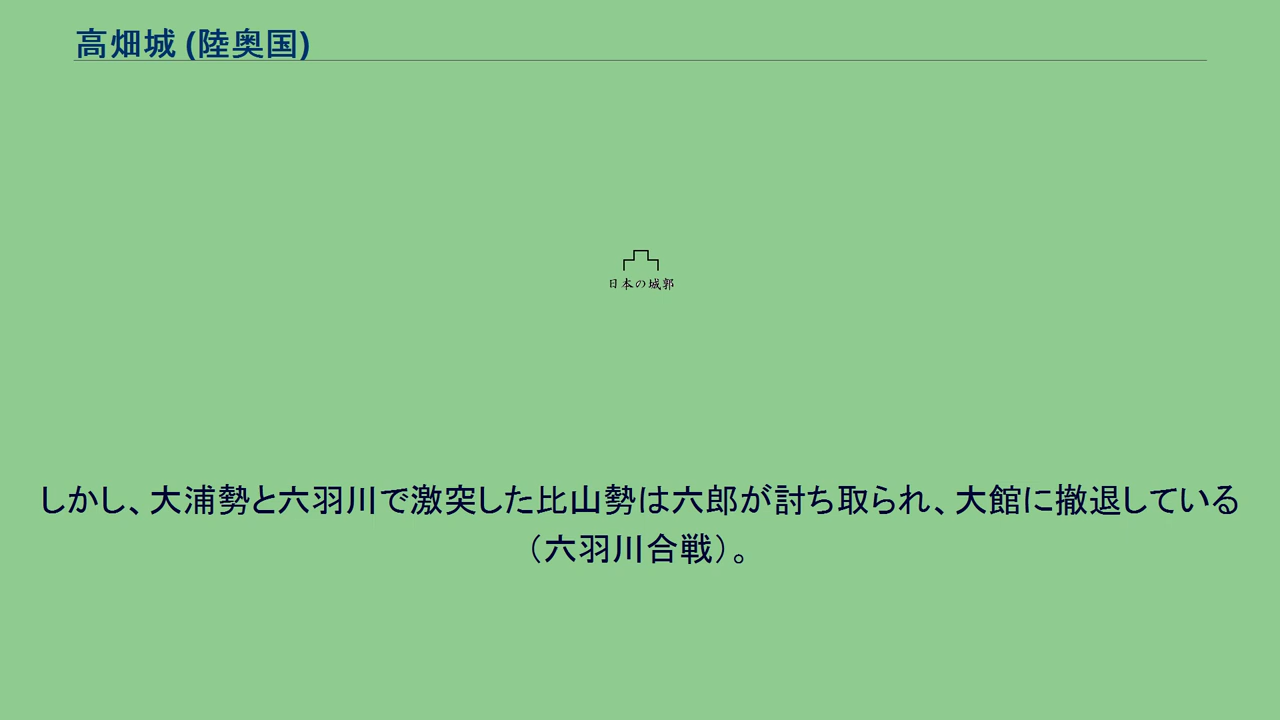 高畑城 (陸奥国)
日本の城郭
しかし、大浦勢と六羽川で激突した比山勢は六郎が討ち取られ、大館に撤退している
（六羽川合戦）。